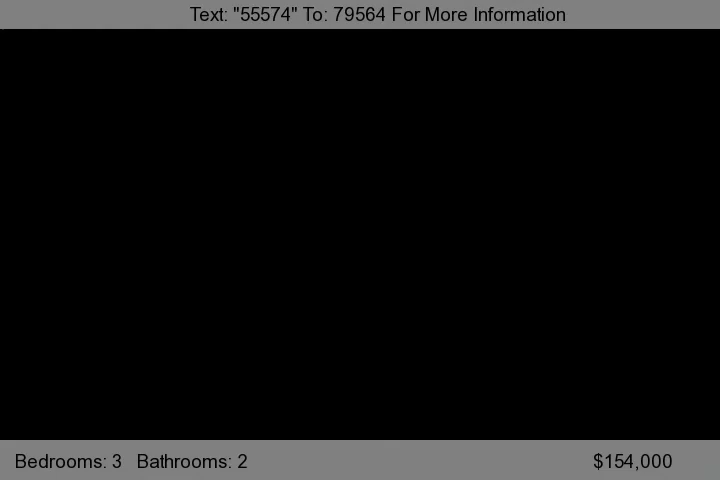 Text: "55574" To: 79564 For More Information
Bedrooms: 3 Bathrooms: 2 $154,000